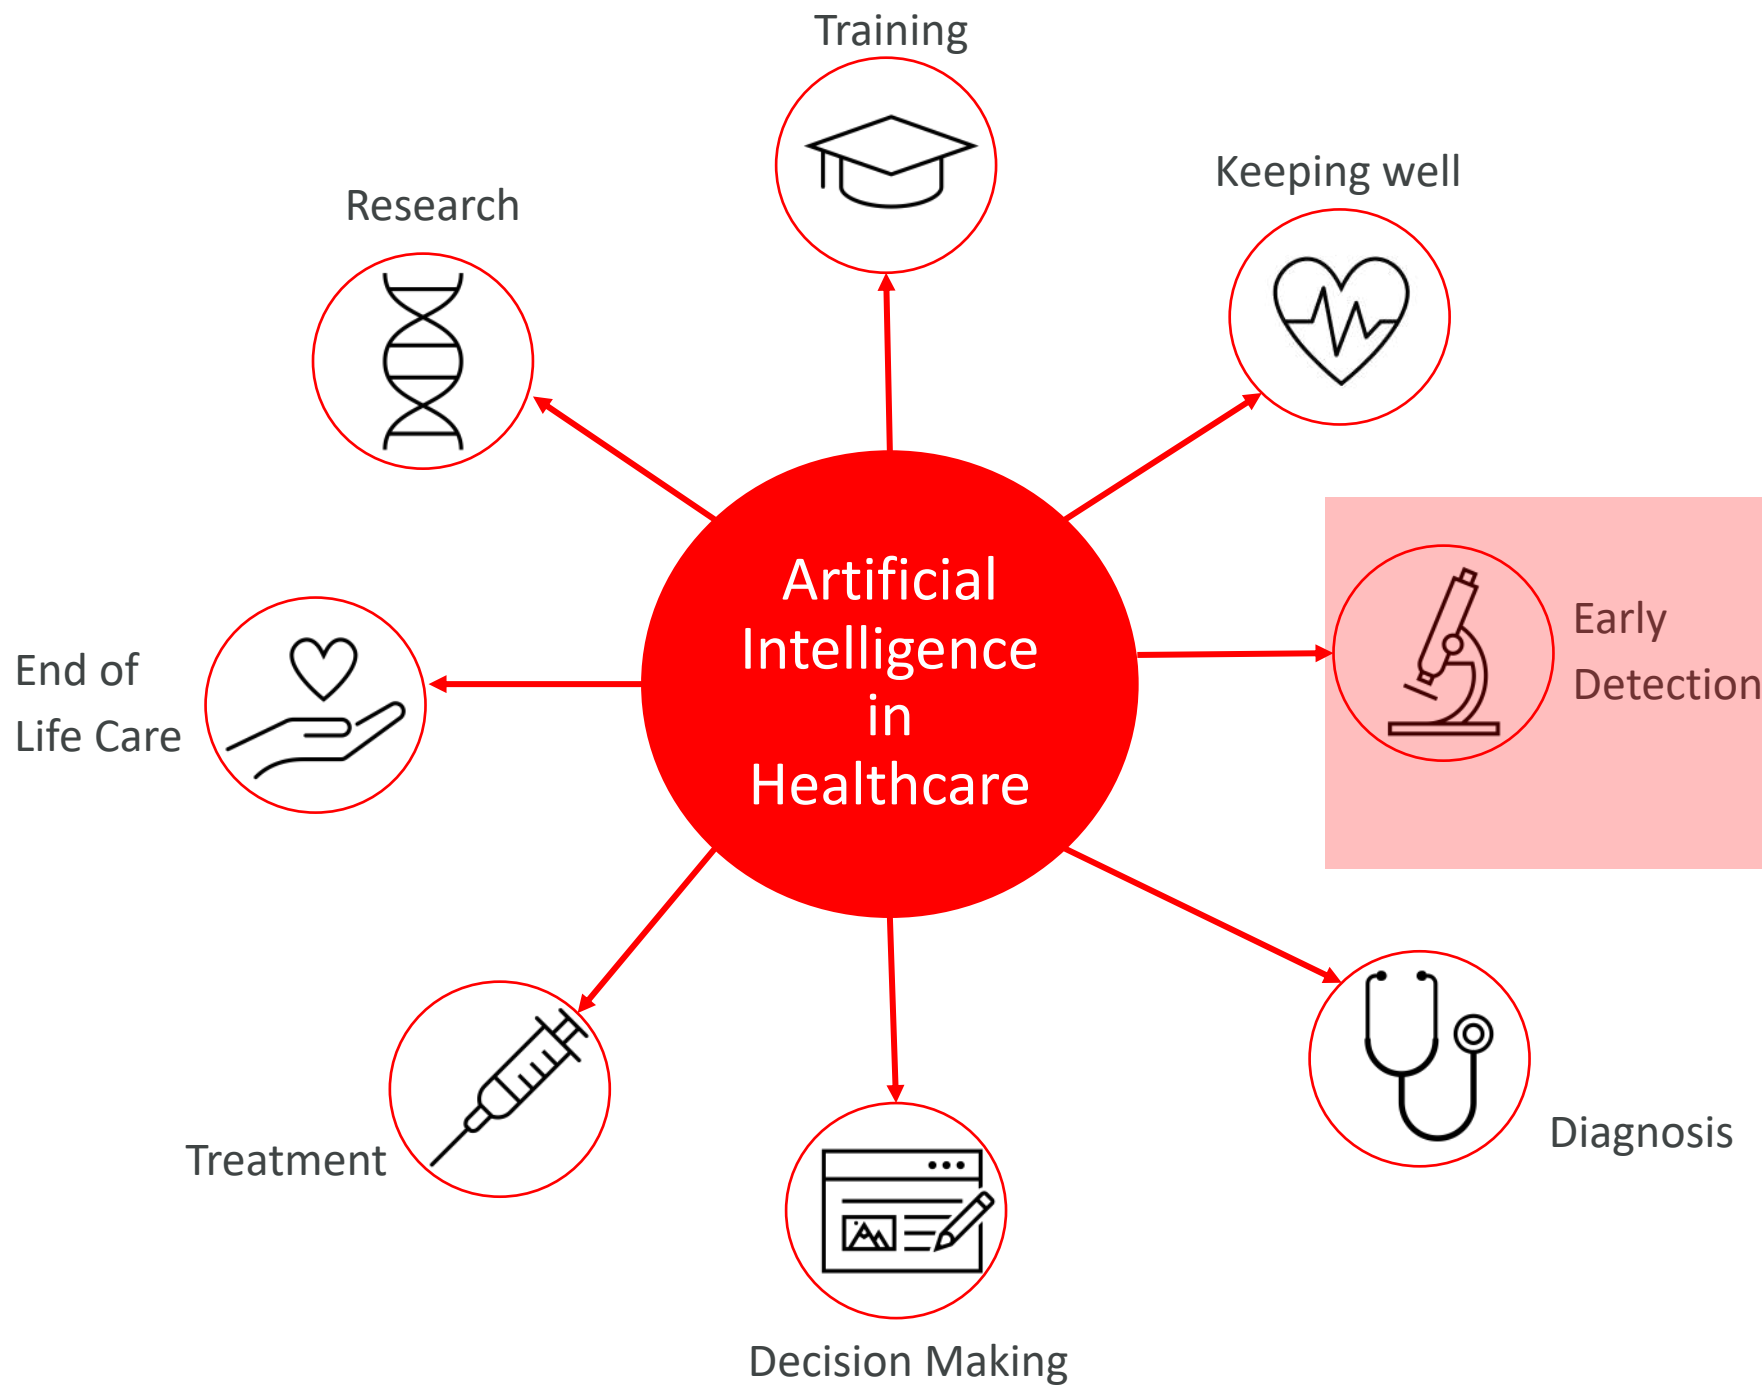 Training
Keeping well
Research
Artificial
Intelligence
in
Healthcare
Early
Detection
End of
Life Care
Diagnosis
Treatment
Decision Making